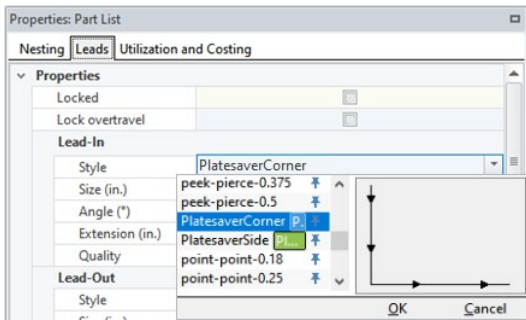 Properties: Part List
Nesting Leads Utilization and Costing
Properties
Locked
Lock overtravel
Lead-In
Style PlatesaverCorner
Size (in.) peek-pierce-0.375
peek-pierce-0.5
Angle (°) PlatesaverCorner P.
Extension (in.) PlatesaverSide Pl...
Quality point-point-0.18
Lead-Out point-point-0.25
Style OK Cancel